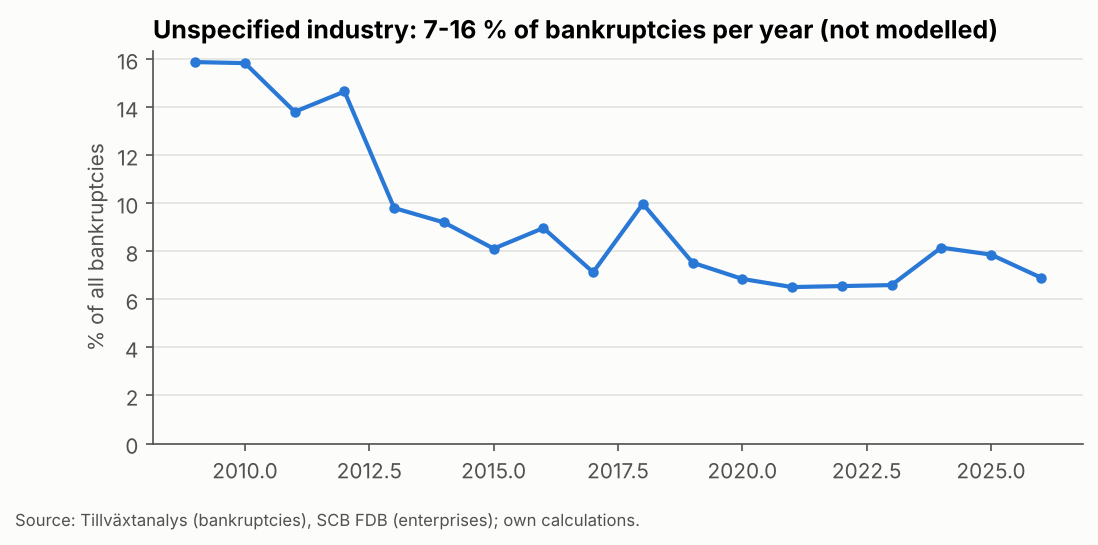 Unspecified industry: 7-16 % of bankruptcies per year (not modelled)
16
14
12
10
8
6
4
2
0
% of all bankruptcies
2010.0 2012.5 2015.0 2017.5 2020.0 2022.5 2025.0
Source: Tillväxtanalys (bankruptcies), SCB FDB (enterprises); own calculations.